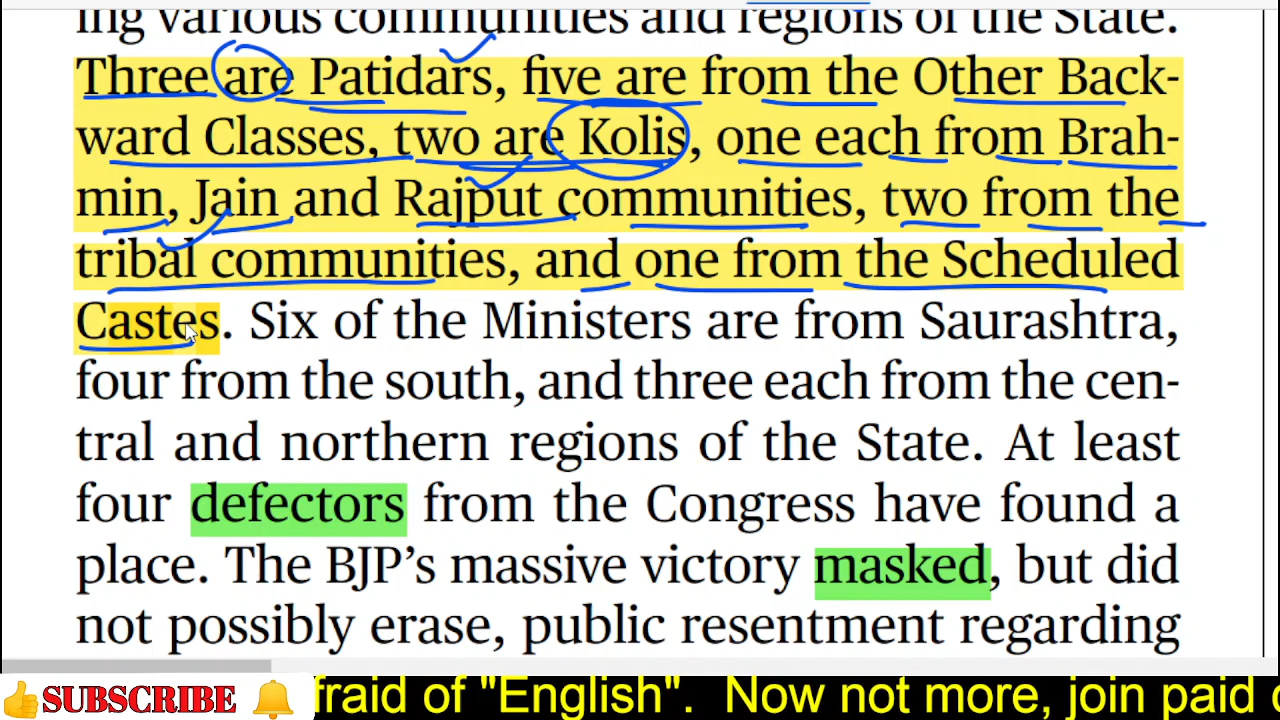 ing various communities and regions of the State.
Three are Patidars, five are from the Other Back-
ward Classes, two are Kolis, one each from Brah-
min, Jain and Rajput communities, two from the
tribal communities, and one from the Scheduled
Castes. Six of the Ministers are from Saurashtra,
four from the south, and three each from the cen-
tral and northern regions of the State. At least
four defectors from the Congress have found a
place. The BJP’s massive victory masked, but did
not possibly erase, public resentment regarding
SUBSCRIBE fraid of "English". Now not more, join paid